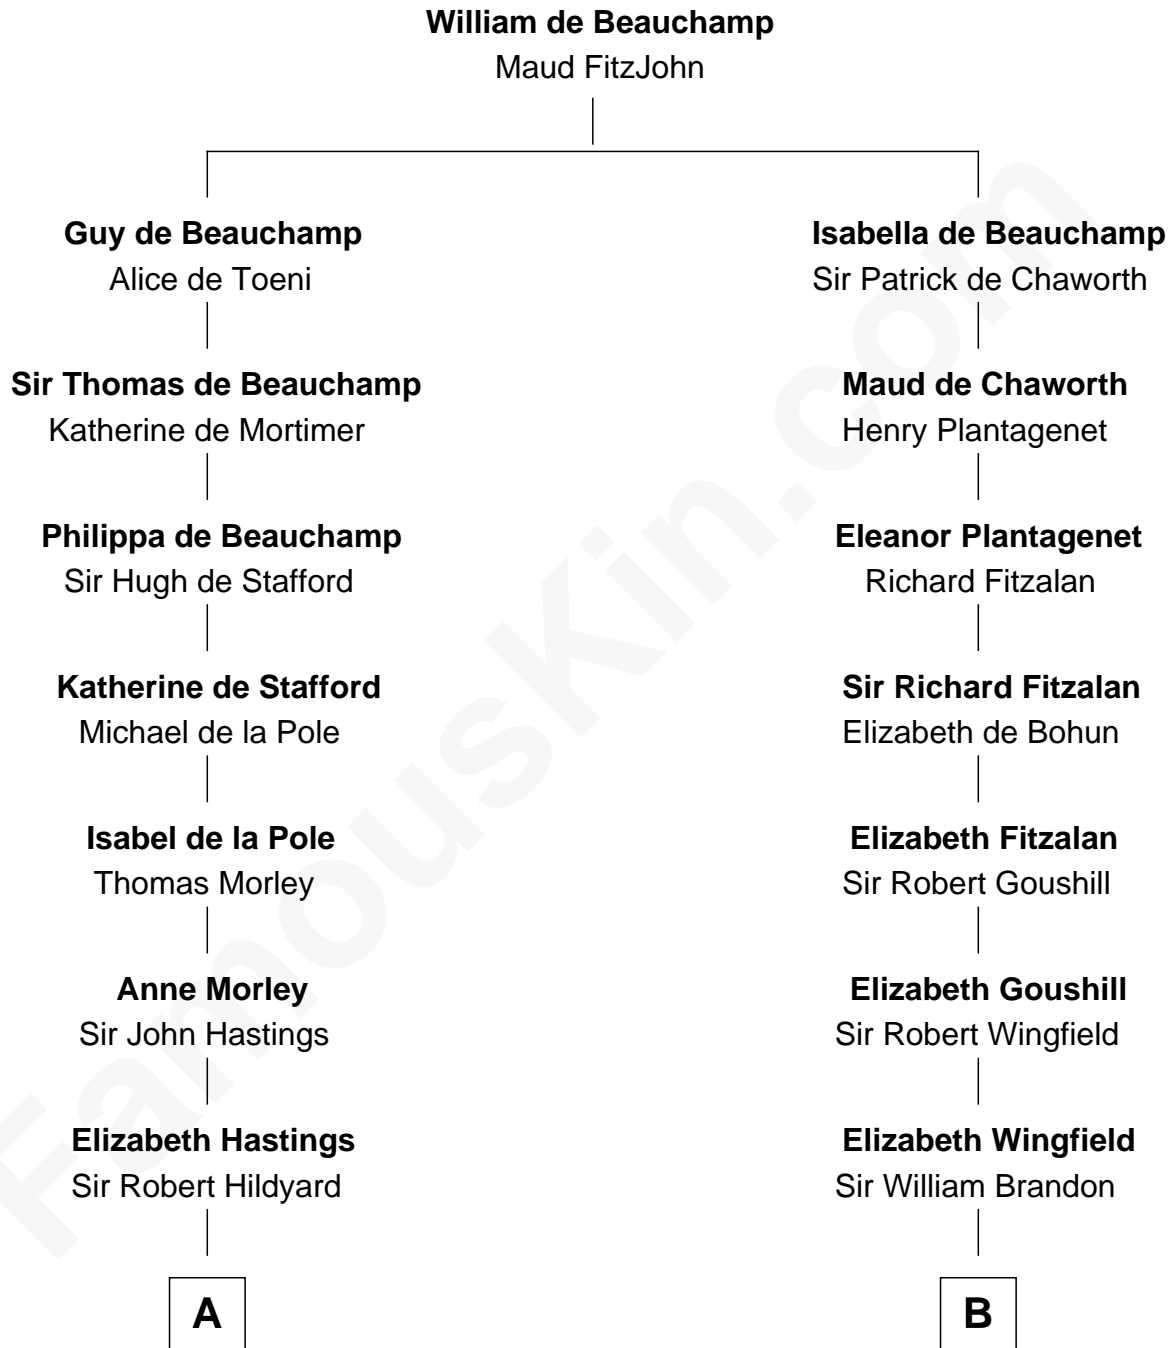 William de Beauchamp
Maud FitzJohn
Guy de Beauchamp
Alice de Toeni
Isabella de Beauchamp
Sir Patrick de Chaworth
Sir Thomas de Beauchamp
Katherine de Mortimer
Maud de Chaworth
Henry Plantagenet
Philippa de Beauchamp
Sir Hugh de Stafford
Eleanor Plantagenet
Richard Fitzalan
Katherine de Stafford
Michael de la Pole
Sir Richard Fitzalan
Elizabeth de Bohun
Isabel de la Pole
Thomas Morley
Elizabeth Fitzalan
Sir Robert Goushill
Anne Morley
Sir John Hastings
Elizabeth Goushill
Sir Robert Wingfield
Elizabeth Hastings
Sir Robert Hildyard
Elizabeth Wingfield
Sir William Brandon
A
B
FamousKin.com